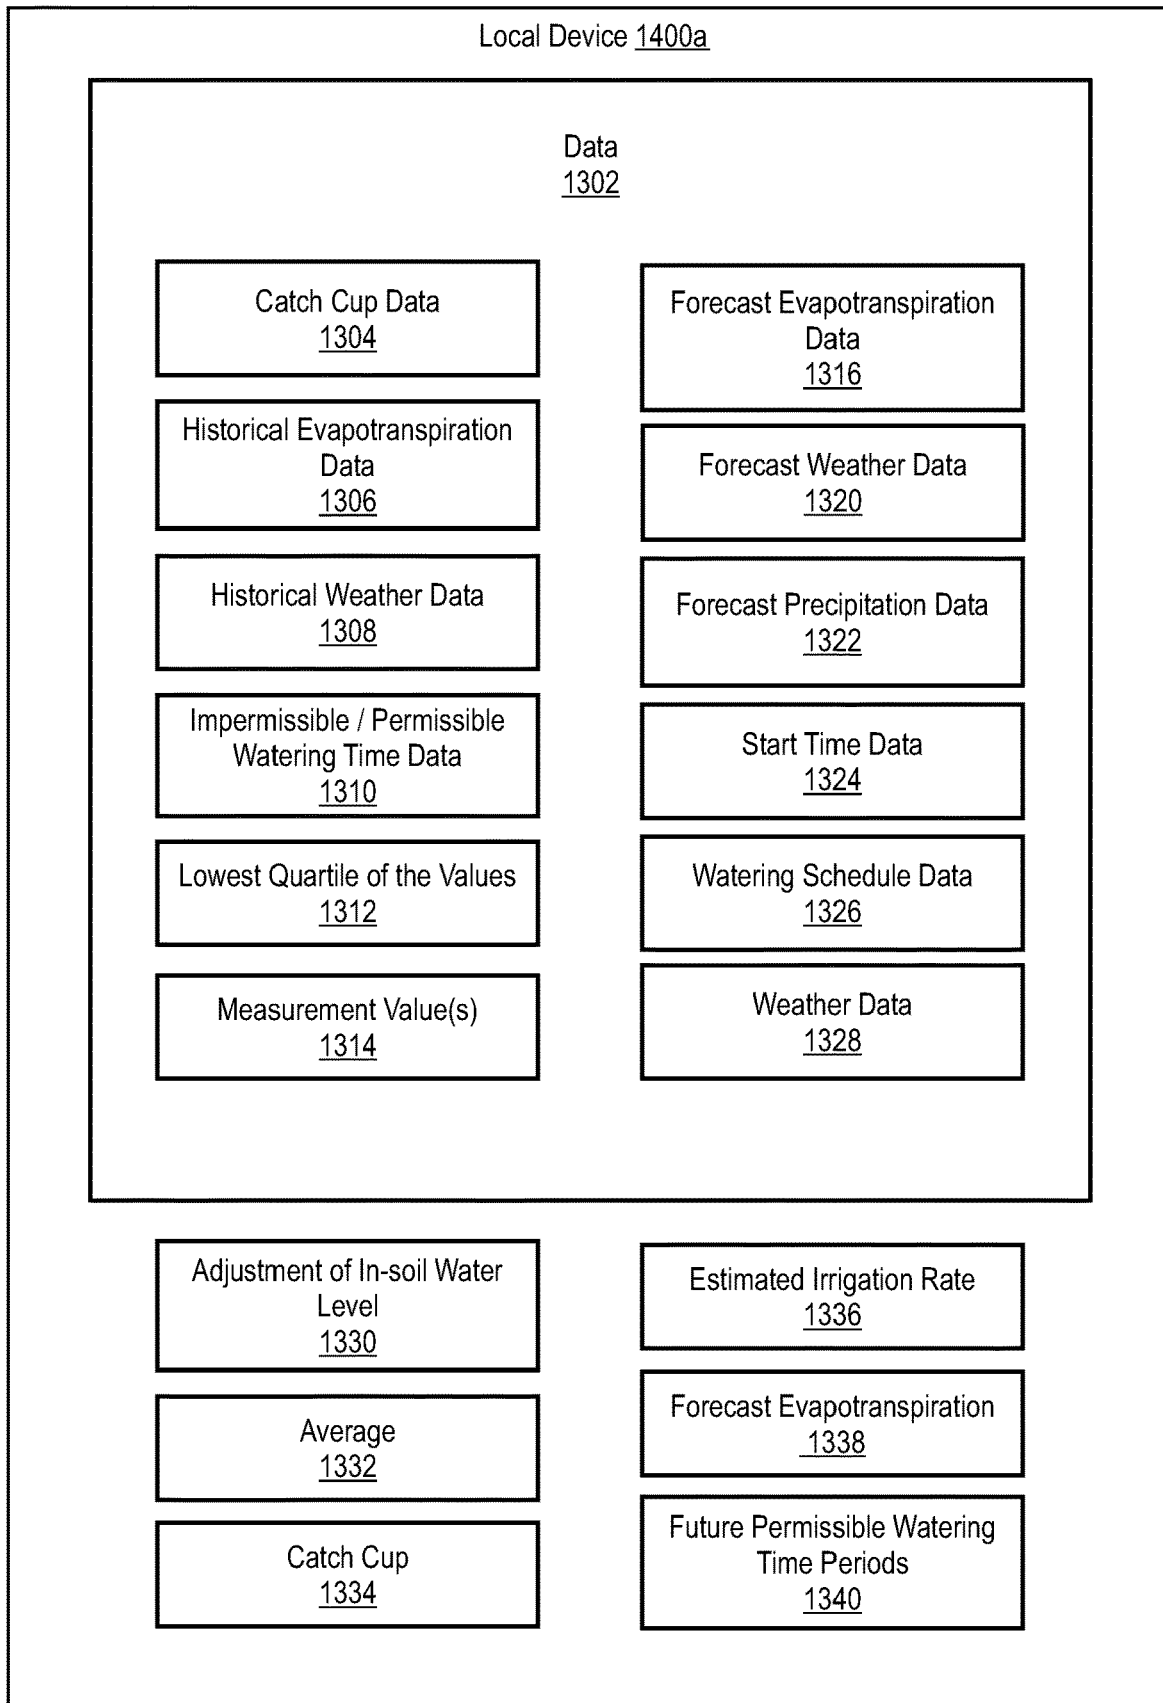 Local Device 1400a
Data
1302
Catch Cup Data
1304
Historical Evapotranspiration
Data
1306
Historical Weather Data
1308
Impermissible / Permissible
Watering Time Data
1310
Lowest Quartile of the Values
1312
Measurement Value(s)
1314
Forecast Evapotranspiration
Data
1316
Forecast Weather Data
1320
Forecast Precipitation Data
1322
Start Time Data
1324
Watering Schedule Data
1326
Weather Data
1328
Adjustment of In-soil Water
Level
1330
Average
1332
Catch Cup
1334
Estimated Irrigation Rate
1336
Forecast Evapotranspiration
1338
Future Permissible Watering
Time Periods
1340